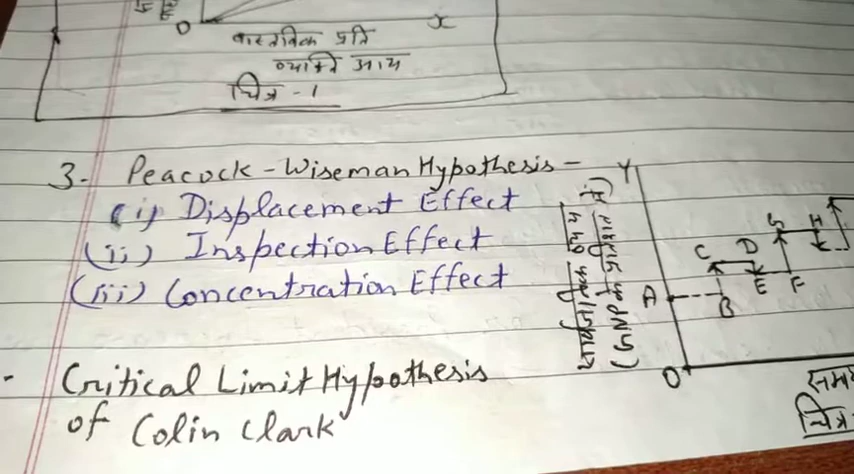 O
x
वास्तविक प्रति
व्यक्ति आय
चित्र - 1
3. Peacock - Wiseman Hypothesis -
(i) Displacement Effect
(ii) Inspection Effect
(iii) Concentration Effect
Y
A
B
C
D
E
F
G
H
O
Critical Limit Hypothesis
of Colin Clark